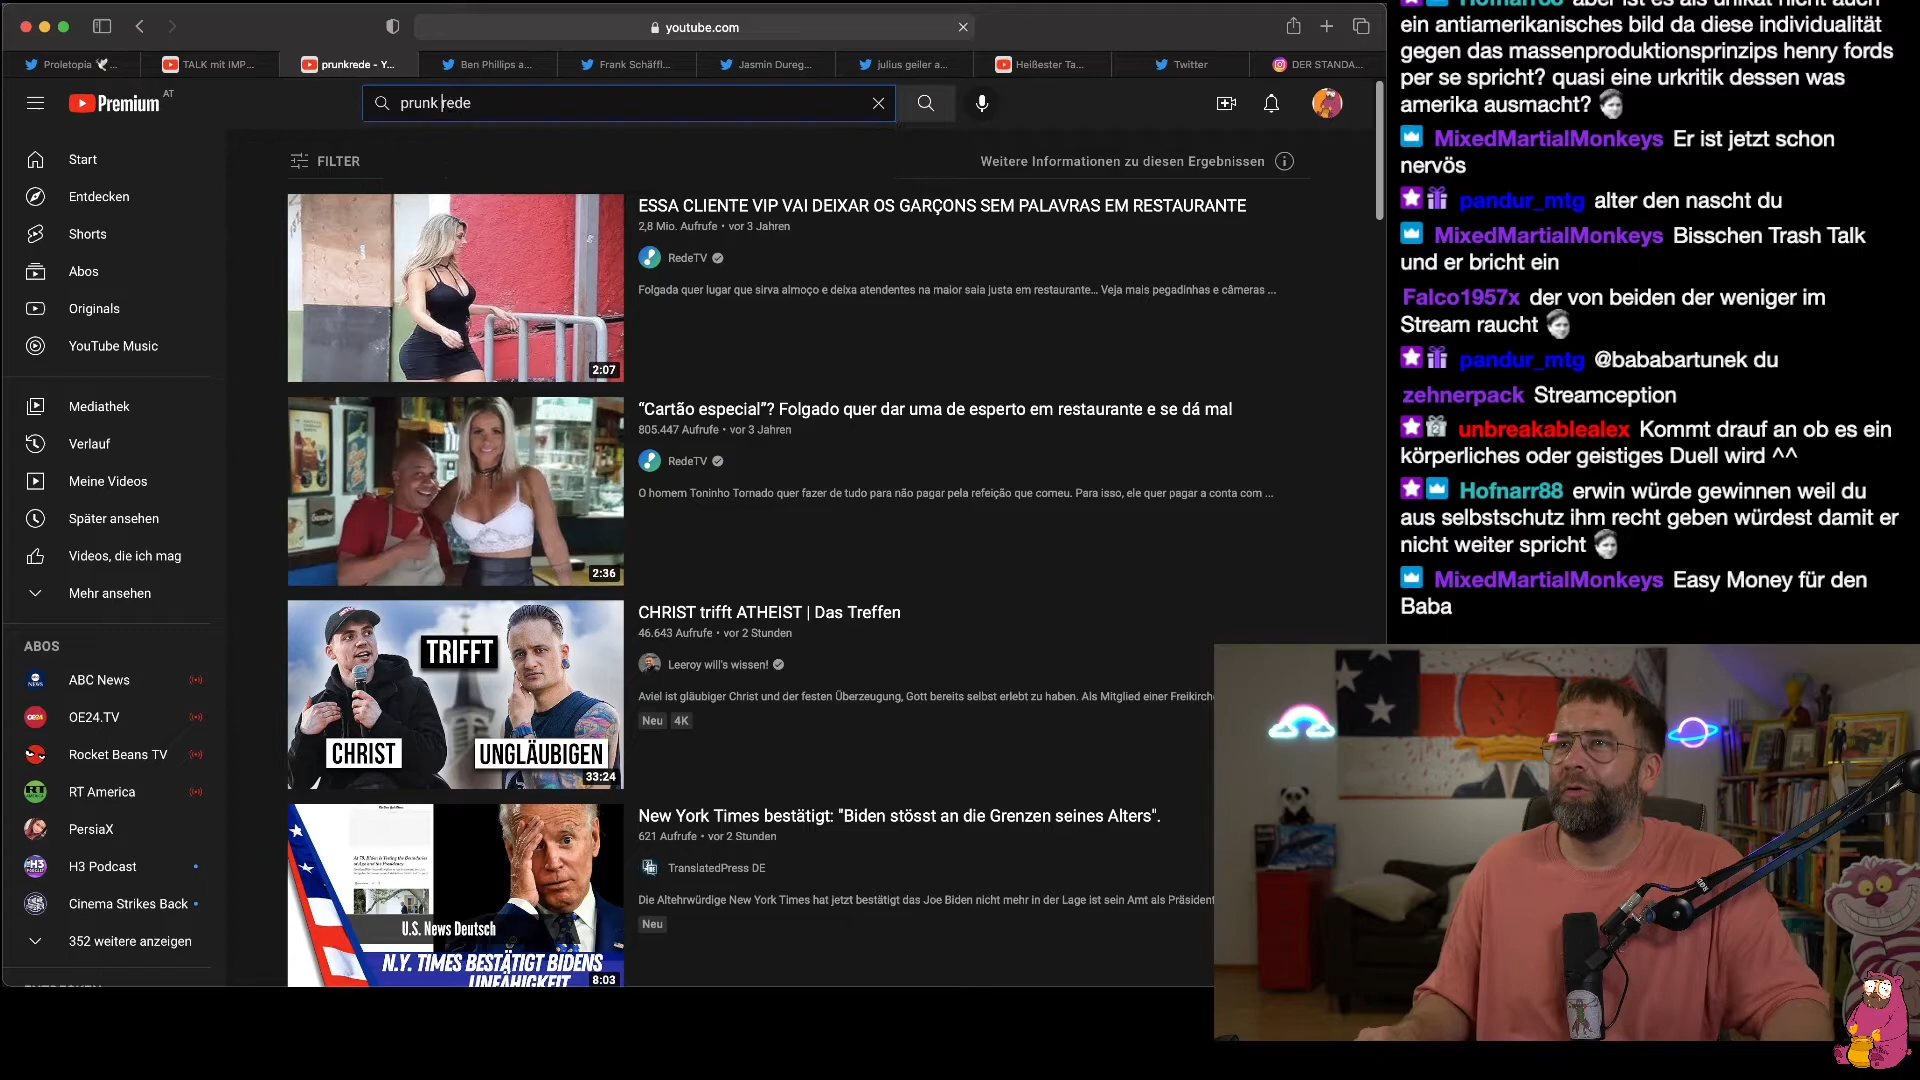 youtube.com
Proletopia 🕊 ...
TALK mit IMP...
prunkrede - Y...
Ben Phillips a...
Frank Schäffl...
Jasmin Dureg...
julius geiler a...
Heißester Ta...
Twitter
DER STANDA...
Premium AT
prunk rede
Start
Entdecken
Shorts
Abos
Originals
YouTube Music
Mediathek
Verlauf
Meine Videos
Später ansehen
Videos, die ich mag
Mehr ansehen
ABOS
ABC News
OE24.TV
Rocket Beans TV
RT America
PersiaX
H3 Podcast
Cinema Strikes Back
352 weitere anzeigen
FILTER
Weitere Informationen zu diesen Ergebnissen
2:07
ESSA CLIENTE VIP VAI DEIXAR OS GARÇONS SEM PALAVRAS EM RESTAURANTE
2,8 Mio. Aufrufe • vor 3 Jahren
RedeTV
Folgada quer lugar que sirva almoço e deixa atendentes na maior saia justa em restaurante... Veja mais pegadinhas e câmeras ...
2:36
“Cartão especial”? Folgado quer dar uma de esperto em restaurante e se dá mal
805.447 Aufrufe • vor 3 Jahren
RedeTV
O homem Toninho Tornado quer fazer de tudo para não pagar pela refeição que comeu. Para isso, ele quer pagar a conta com ...
TRIFFT
CHRIST
UNGLÄUBIGEN
33:24
CHRIST trifft ATHEIST | Das Treffen
46.643 Aufrufe • vor 2 Stunden
Leeroy will's wissen!
Aviel ist gläubiger Christ und der festen Überzeugung, Gott bereits selbst erlebt zu haben. Als Mitglied einer Freikirch
Neu 4K
U.S. News Deutsch
N.Y. TIMES BESTÄTIGT BIDENS
UNFÄHIGKEIT
8:03
New York Times bestätigt: "Biden stösst an die Grenzen seines Alters".
621 Aufrufe • vor 2 Stunden
TranslatedPress DE
Die Altehrwürdige New York Times hat jetzt bestätigt das Joe Biden nicht mehr in der Lage ist sein Amt als Präsident
Neu
Hofnarr88 aber ist es als unikat nicht auch
ein antiamerikanisches bild da diese individualität
gegen das massenproduktionsprinzips henry fords
per se spricht? quasi eine urkritik dessen was
amerika ausmacht?
MixedMartialMonkeys Er ist jetzt schon
nervös
pandur_mtg alter den nascht du
MixedMartialMonkeys Bisschen Trash Talk
und er bricht ein
Falco1957x der von beiden der weniger im
Stream raucht
pandur_mtg @bababartunek du
zehnerpack Streamception
unbreakablealex Kommt drauf an ob es ein
körperliches oder geistiges Duell wird ^^
Hofnarr88 erwin würde gewinnen weil du
aus selbstschutz ihm recht geben würdest damit er
nicht weiter spricht
MixedMartialMonkeys Easy Money für den
Baba